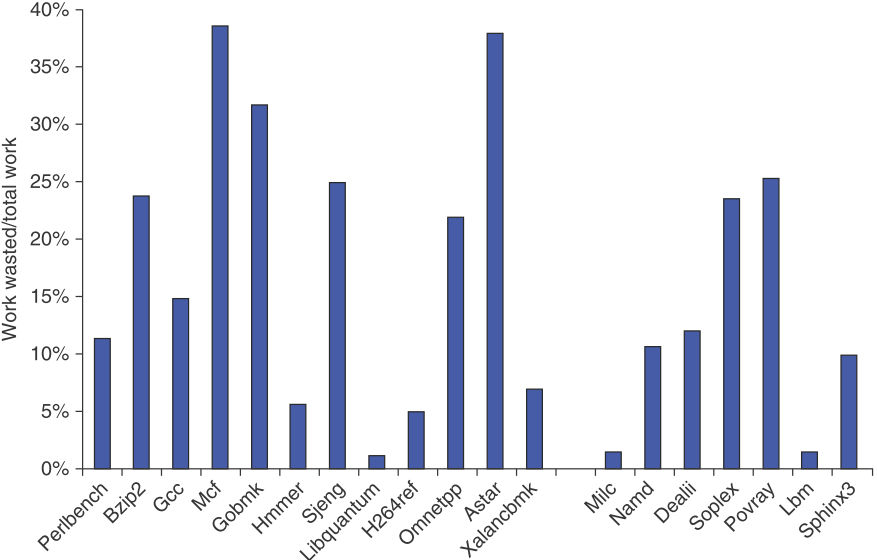 Work wasted/total work
40%
35%
30%
25%
20%
15%
10%
5%
0%
Perlbench
Bzip2
Gcc
Mcf
Gobmk
Hmmer
Sjeng
Libquantum
H264ref
Omnetpp
Astar
Xalancbmk
Milc
Namd
Dealii
Soplex
Povray
Lbm
Sphinx3